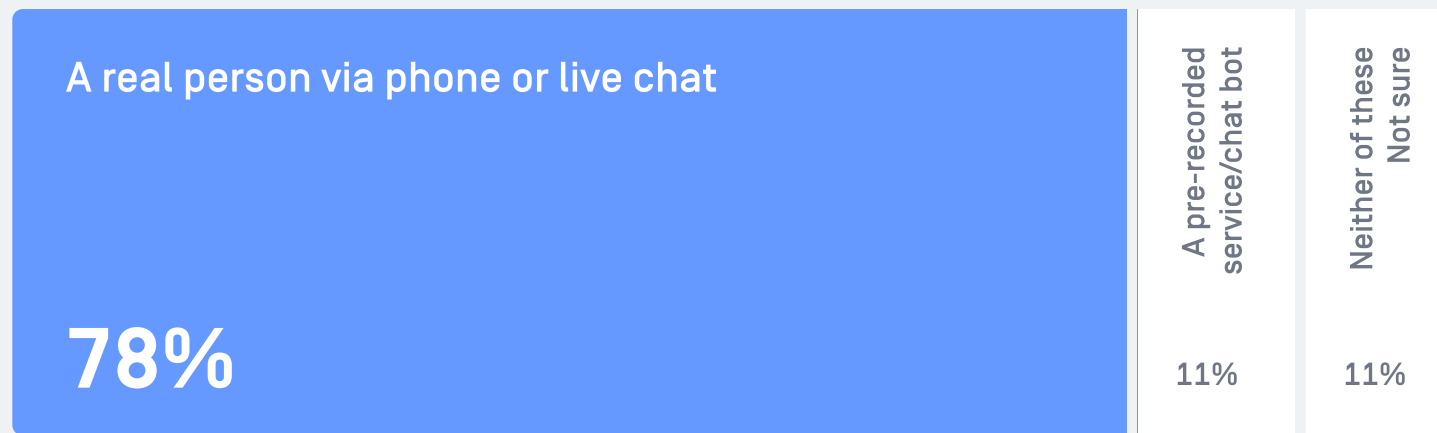 A real person via phone or live chat
78%
A pre-recorded
service/chat bot
11%
Neither of these
Not sure
11%